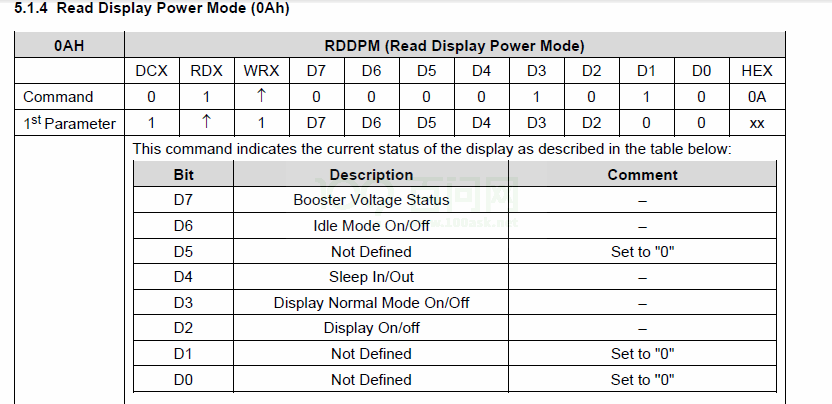 5.1.4 Read Display Power Mode (0Ah)
0AH RDDPM (Read Display Power Mode)
DCX RDX WRX D7 D6 D5 D4 D3 D2 D1 D0 HEX
Command 0 1 ↑ 0 0 0 0 1 0 1 0 0A
1st Parameter 1 ↑ 1 D7 D6 D5 D4 D3 D2 0 0 xx
This command indicates the current status of the display as described in the table below:
Bit Description Comment
D7 Booster Voltage Status –
D6 Idle Mode On/Off –
D5 Not Defined Set to "0"
D4 Sleep In/Out –
D3 Display Normal Mode On/Off –
D2 Display On/off –
D1 Not Defined Set to "0"
D0 Not Defined Set to "0"